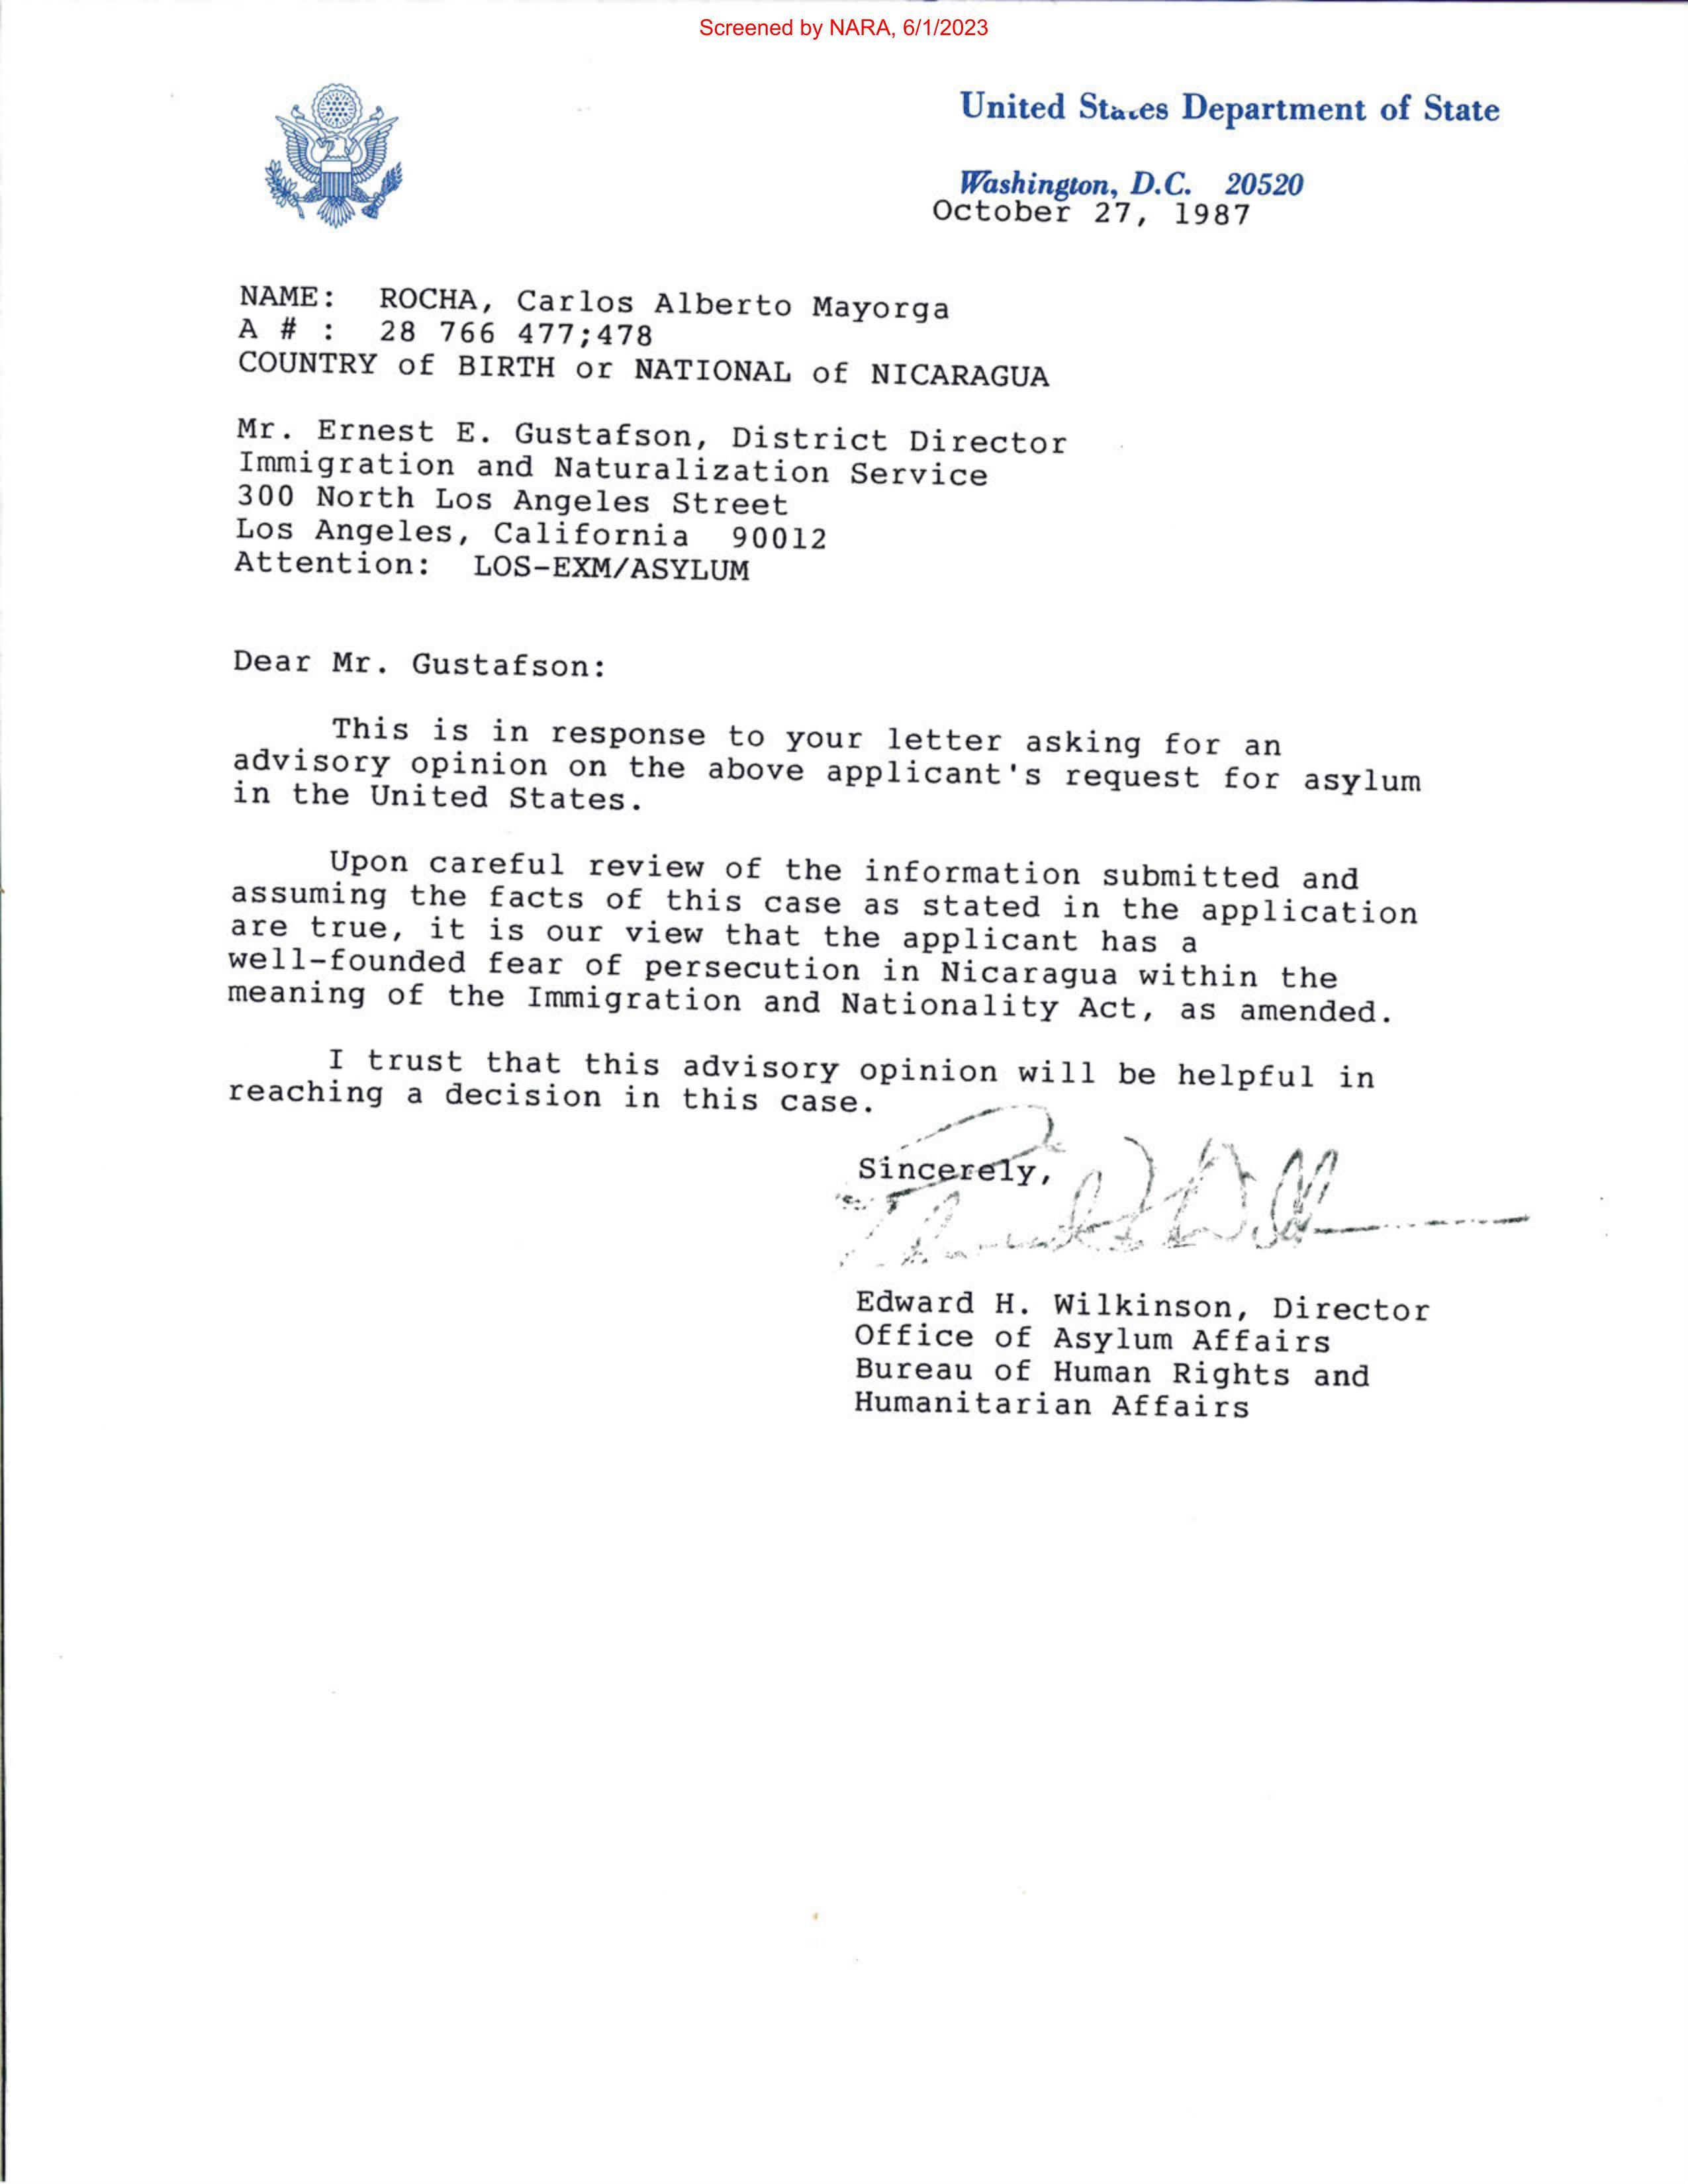 Screened by NARA, 6/1/2023
United States Department of State
Washington, D.C. 20520
October 27, 1987
NAME: ROCHA, Carlos Alberto Mayorga
A # : 28 766 477;478
COUNTRY of BIRTH or NATIONAL of NICARAGUA
Mr. Ernest E. Gustafson, District Director
Immigration and Naturalization Service
300 North Los Angeles Street
Los Angeles, California 90012
Attention: LOS-EXM/ASYLUM
Dear Mr. Gustafson:
This is in response to your letter asking for an
advisory opinion on the above applicant's request for asylum
in the United States.
Upon careful review of the information submitted and
assuming the facts of this case as stated in the application
are true, it is our view that the applicant has a
well-founded fear of persecution in Nicaragua within the
meaning of the Immigration and Nationality Act, as amended.
I trust that this advisory opinion will be helpful in
reaching a decision in this case.
Sincerely,
Edward H. Wilkinson, Director
Office of Asylum Affairs
Bureau of Human Rights and
Humanitarian Affairs